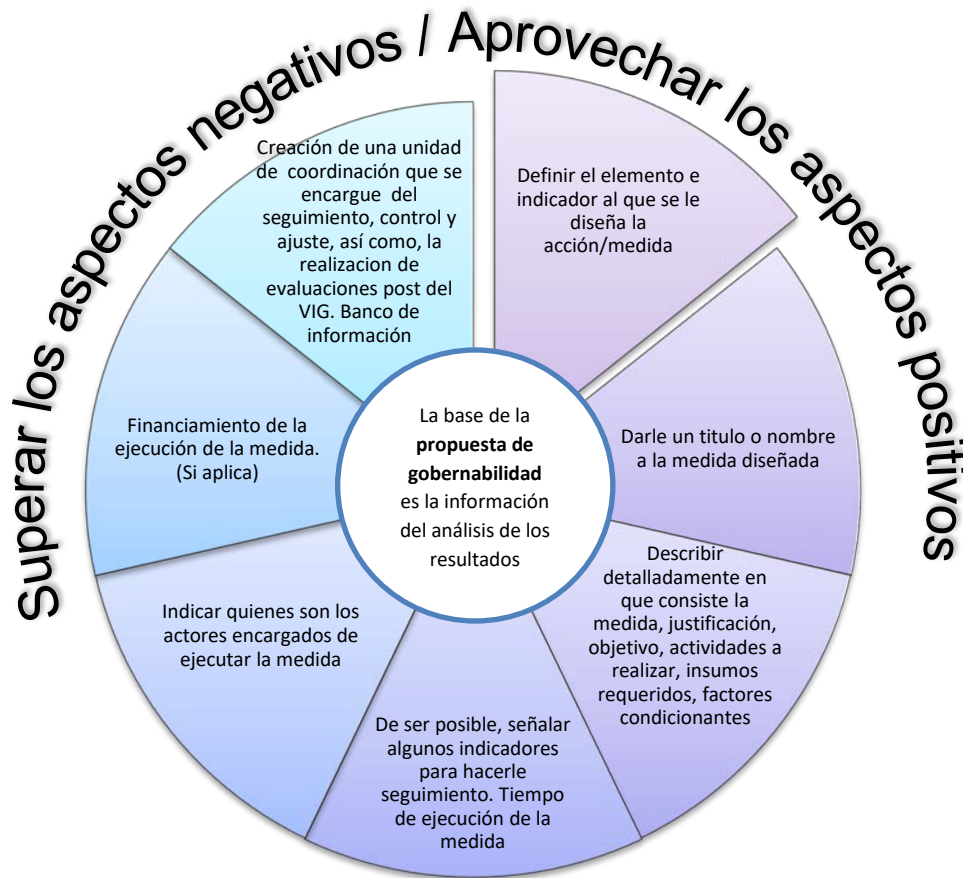 Superar los aspectos negativos / Aprovechar los aspectos positivos
Definir el elemento e
indicador al que se le
diseña la
acción/medida
Darle un titulo o nombre
a la medida diseñada
Describir
detalladamente en
que consiste la
medida, justificación,
objetivo, actividades a
realizar, insumos
requeridos, factores
condicionantes
De ser posible, señalar
algunos indicadores
para hacerle
seguimiento. Tiempo
de ejecución de la
medida
Indicar quienes son los
actores encargados de
ejecutar la medida
Financiamiento de la
ejecución de la medida.
(Si aplica)
Creación de una unidad
de coordinación que se
encargue del
seguimiento, control y
ajuste, así como, la
realizacion de
evaluaciones post del
VIG. Banco de
información
La base de la
propuesta de
gobernabilidad
es la información
del análisis de los
resultados